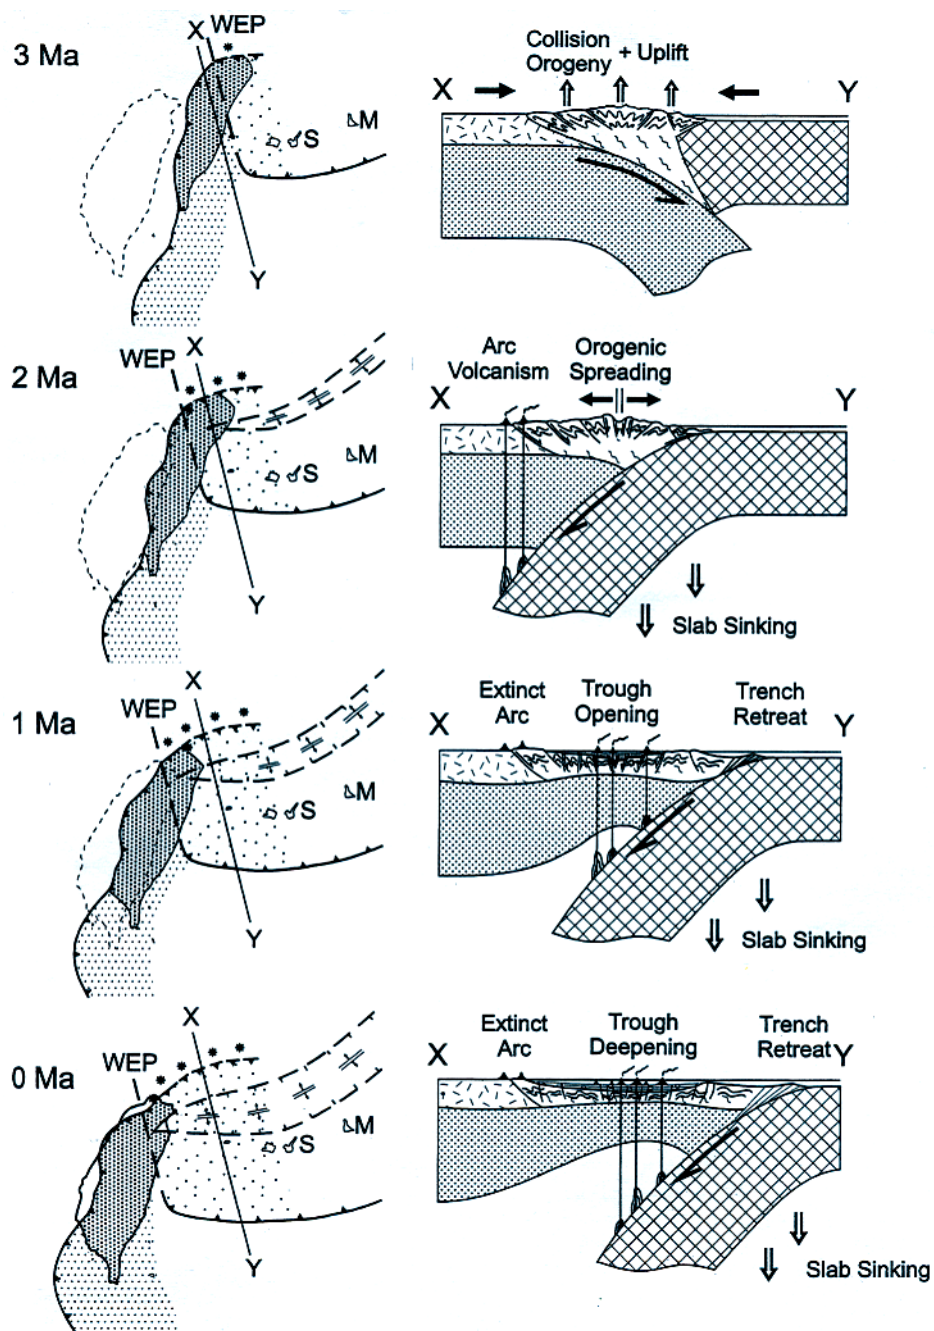 3 Ma
X WEP
S
M
Y
Collision
Orogeny + Uplift
X
Y
2 Ma
WEP
X
S
M
Y
Arc
Volcanism
Orogenic
Spreading
X
Y
Slab Sinking
1 Ma
WEP
X
S
M
Y
Extinct
Arc
Trough
Opening
Trench
Retreat
X
Y
Slab Sinking
0 Ma
WEP
X
S
M
Y
Extinct
Arc
Trough
Deepening
Trench
Retreat
X
Y
Slab Sinking